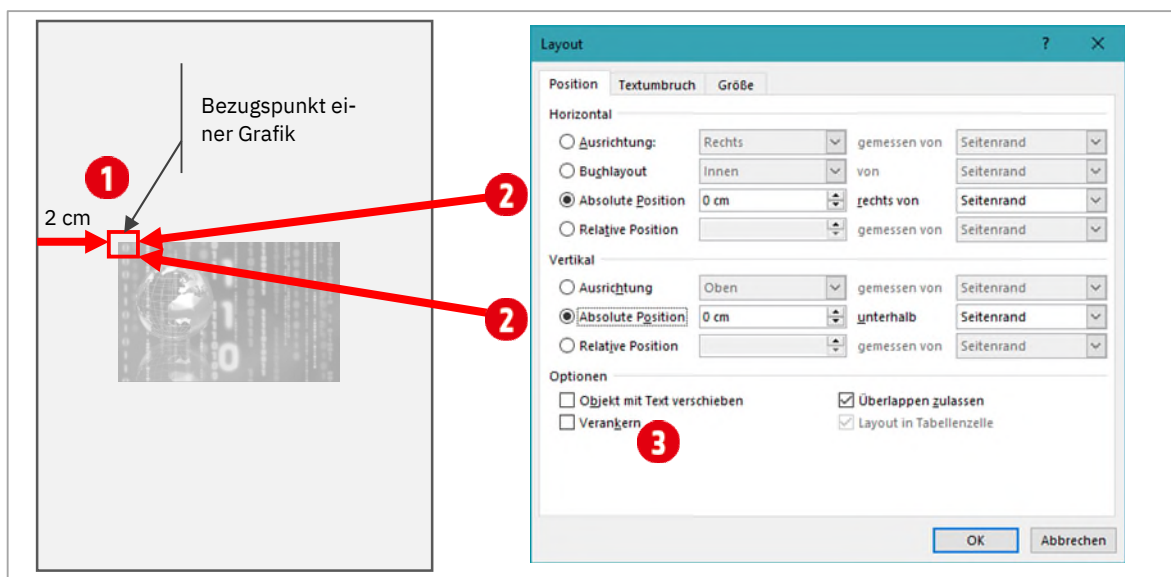 Bezugspunkt ei-
ner Grafik
1
2 cm
2
2
Layout ? ×
Position Textumbruch Größe
Horizontal
Ausrichtung: Rechts gemessen von Seitenrand
Buchlayout Innen von Seitenrand
Absolute Position 0 cm rechts von Seitenrand
Relative Position gemessen von Seitenrand
Vertikal
Ausrichtung Oben gemessen von Seitenrand
Absolute Position 0 cm unterhalb Seitenrand
Relative Position gemessen von Seitenrand
Optionen
Objekt mit Text verschieben Überlappen zulassen
Verankern 3 Layout in Tabellenzelle
OK Abbrechen
110